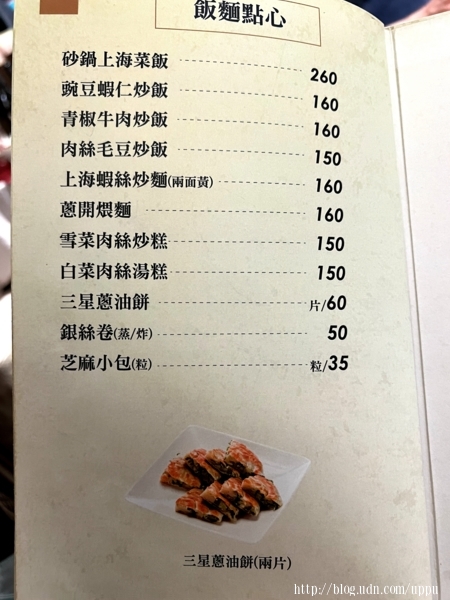 飯麵點心
砂鍋上海菜飯 260
豌豆蝦仁炒飯 160
青椒牛肉炒飯 160
肉絲毛豆炒飯 150
上海蝦絲炒麵(兩面黃) 160
蔥開煨麵 160
雪菜肉絲炒糕 150
白菜肉絲湯糕 150
三星蔥油餅 片/60
銀絲卷(蒸/炸) 50
芝麻小包(粒) 粒/35
三星蔥油餅(兩片)
http://blog.udn.com/uppu